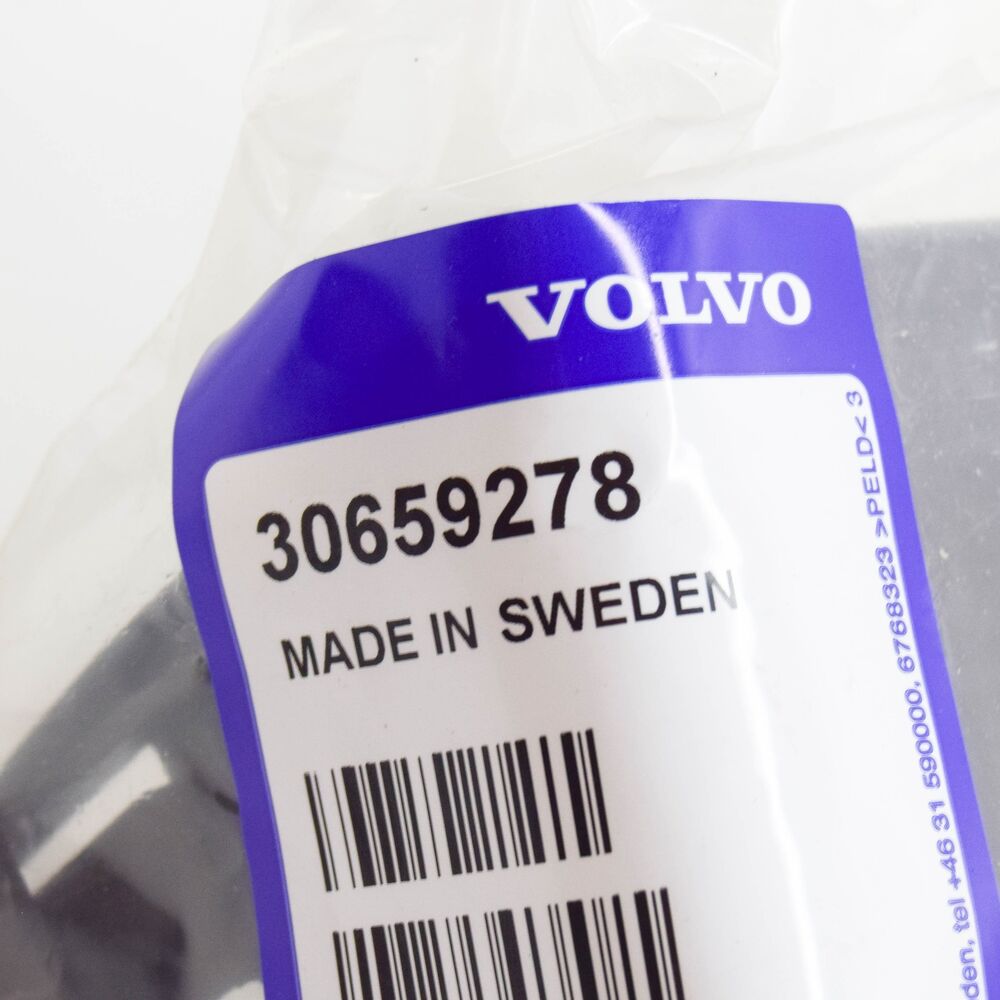 VOLVO
30659278
MADE IN SWEDEN
den, tel +46 31 590000, 6768323 >PELD< 3